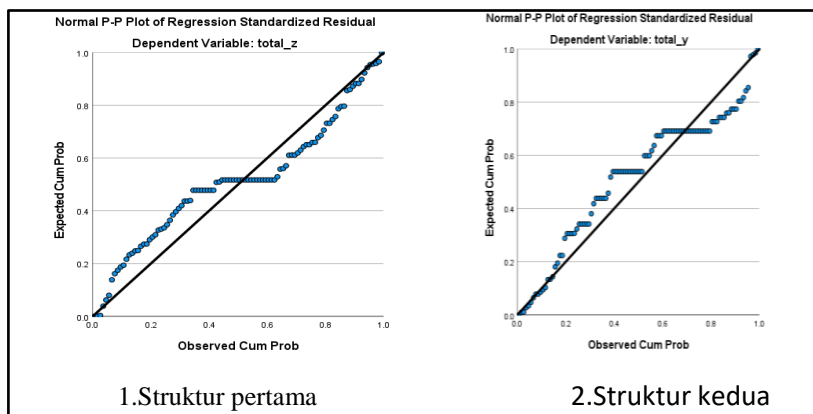 Normal P-P Plot of Regression Standardized Residual
Dependent Variable: total_z
Expected Cum Prob
1.0
0.8
0.6
0.4
0.2
0.0
0.0 0.2 0.4 0.6 0.8 1.0
Observed Cum Prob
1.Struktur pertama
Normal P-P Plot of Regression Standardized Residual
Dependent Variable: total_y
Expected Cum Prob
1.0
0.8
0.6
0.4
0.2
0.0
0.0 0.2 0.4 0.6 0.8 1.0
Observed Cum Prob
2.Struktur kedua